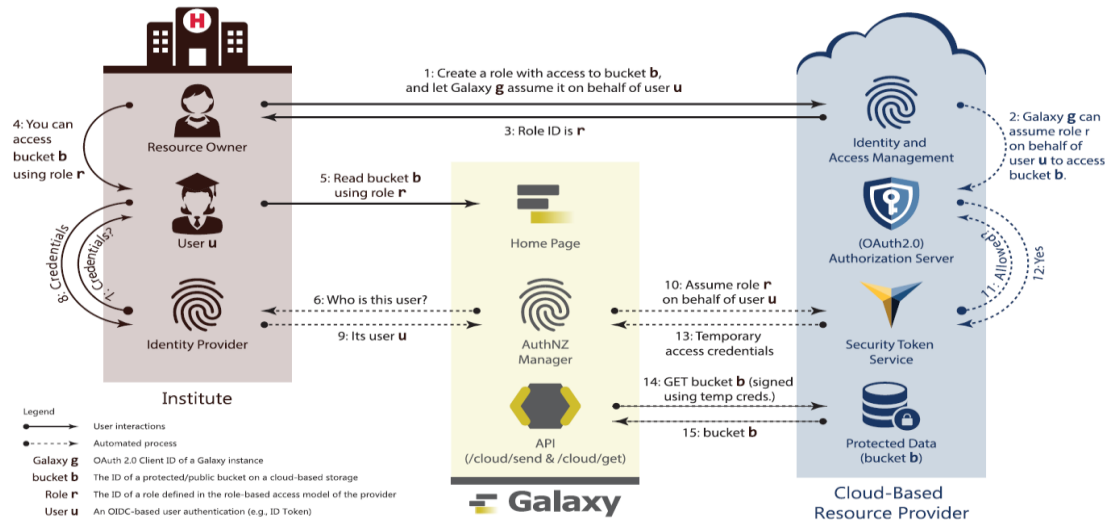 H
1: Create a role with access to bucket b,
and let Galaxy g assume it on behalf of user u
3: Role ID is r
Resource Owner
4: You can
access
bucket b
using role r
Identity and
Access Management
2: Galaxy g can
assume role r
on behalf of
user u to access
bucket b.
5: Read bucket b
using role r
User u
Home Page
(OAuth2.0)
Authorization Server
8: Credentials
7: Credentials?
11: Allowed?
12:Yes
6: Who is this user?
9: Its user u
Identity Provider
AuthNZ
Manager
10: Assume role r
on behalf of user u
13: Temporary
access credentials
Security Token
Service
14: GET bucket b (signed
using temp creds.)
15: bucket b
API
(/cloud/send & /cloud/get)
Protected Data
(bucket b)
Institute
Galaxy
Cloud-Based
Resource Provider
Legend
User interactions
Automated process
Galaxy g OAuth 2.0 Client ID of a Galaxy instance
bucket b The ID of a protected/public bucket on a cloud-based storage
Role r The ID of a role defined in the role-based access model of the provider
User u An OIDC-based user authentication (e.g., ID Token)